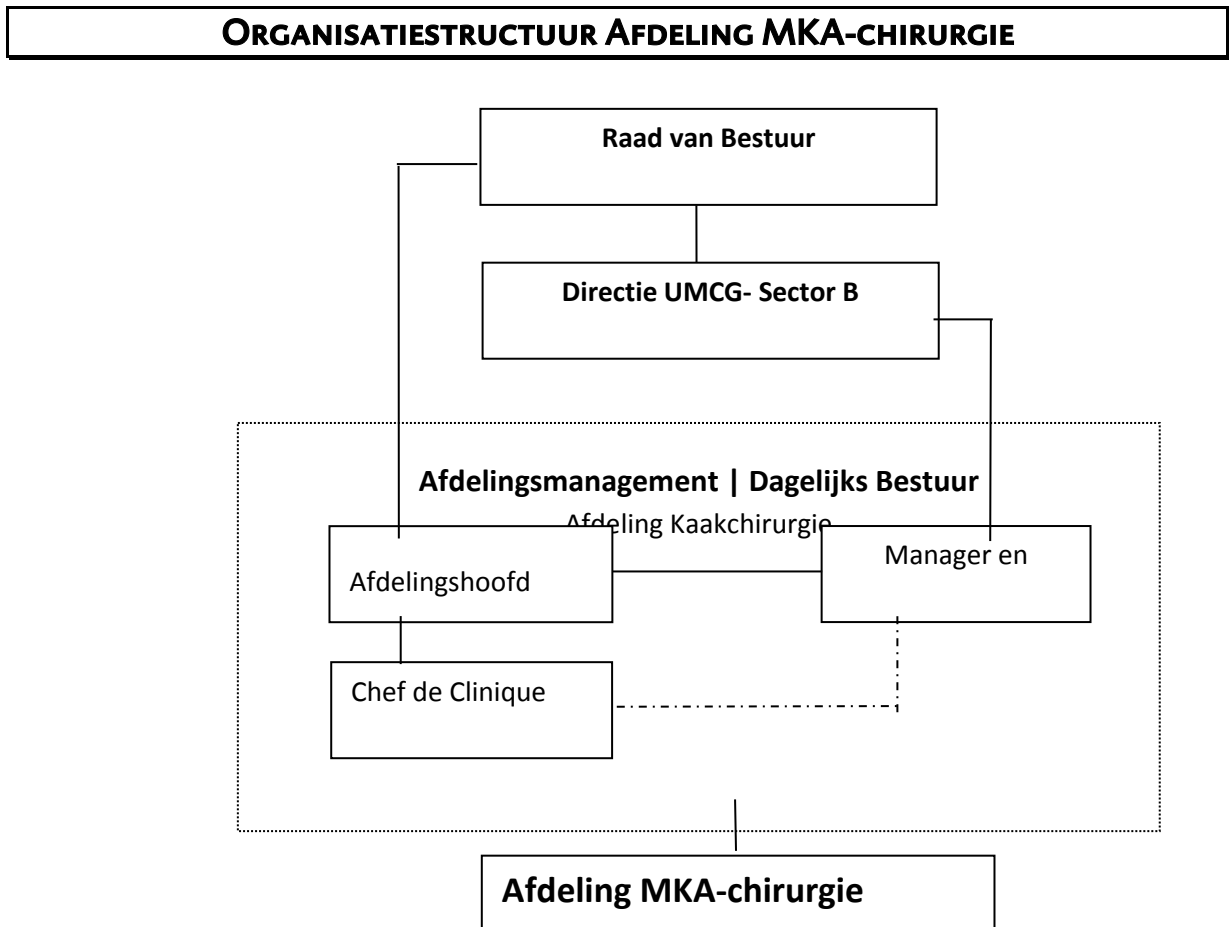 ORGANISATIESTRUCTUUR AFDELING MKA-CHIRURGIE
Raad van Bestuur
Directie UMCG- Sector B
Afdelingsmanagement | Dagelijks Bestuur
Afdeling Kaakchirurgie
Afdelingshoofd
Manager en
Chef de Clinique
Afdeling MKA-chirurgie